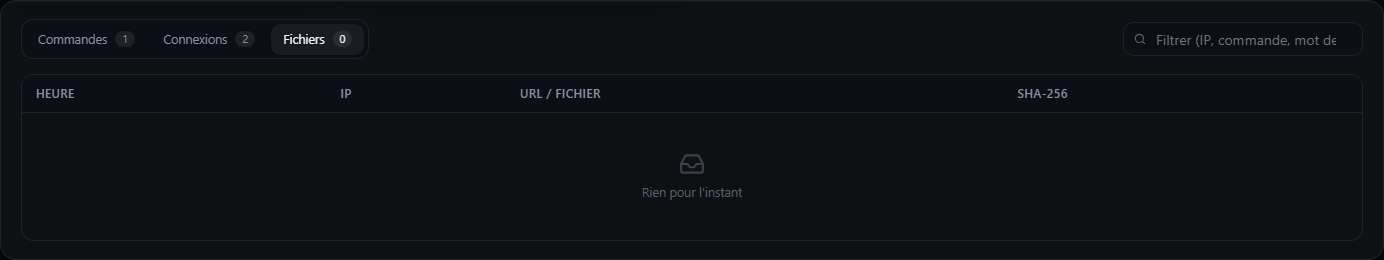 Commandes 1 Connexions 2 Fichiers 0 Filtrer (IP, commande, mot de
HEURE IP URL / FICHIER SHA-256
Rien pour l'instant